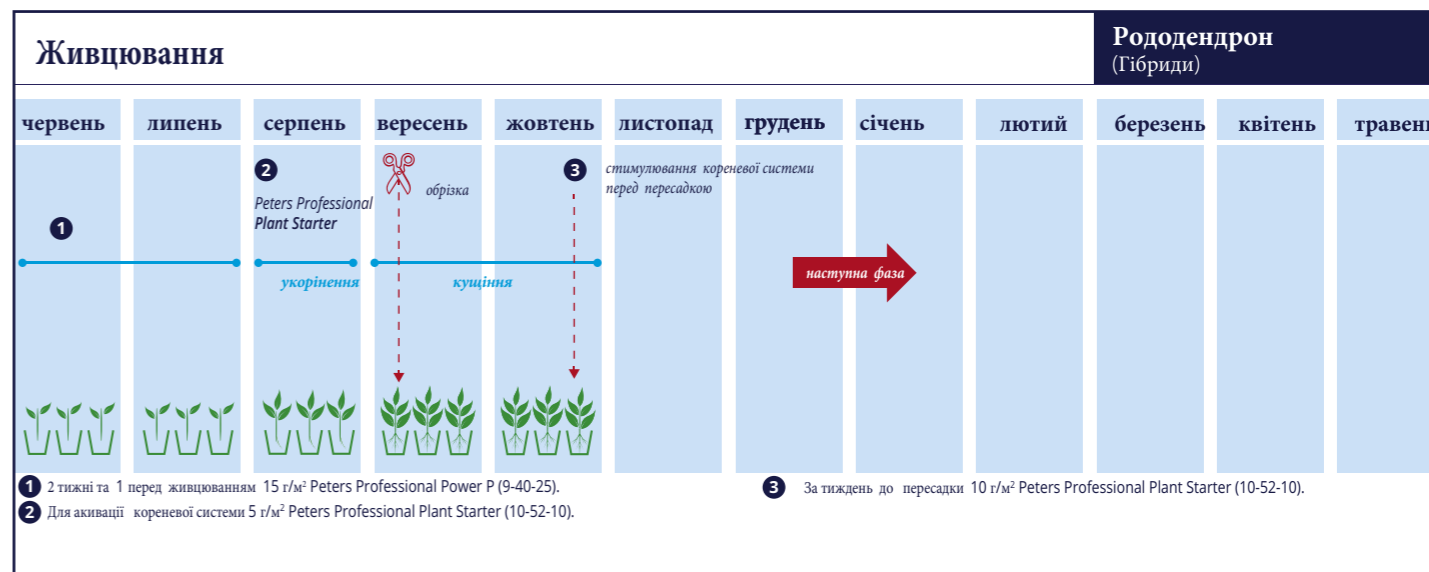 Живцювання
Рододендрон
(Гібриди)
червень липень серпень вересень жовтень листопад грудень січень лютий березень квітень травень
1
2
Peters Professional
Plant Starter
обрізка
3
стимулювання кореневої системи
перед пересадкою
укорінення
кущіння
наступна фаза
1 2 тижні та 1 перед живцюванням 15 г/м² Peters Professional Power P (9-40-25).
2 Для акивації кореневої системи 5 г/м² Peters Professional Plant Starter (10-52-10).
3 За тиждень до пересадки 10 г/м² Peters Professional Plant Starter (10-52-10).